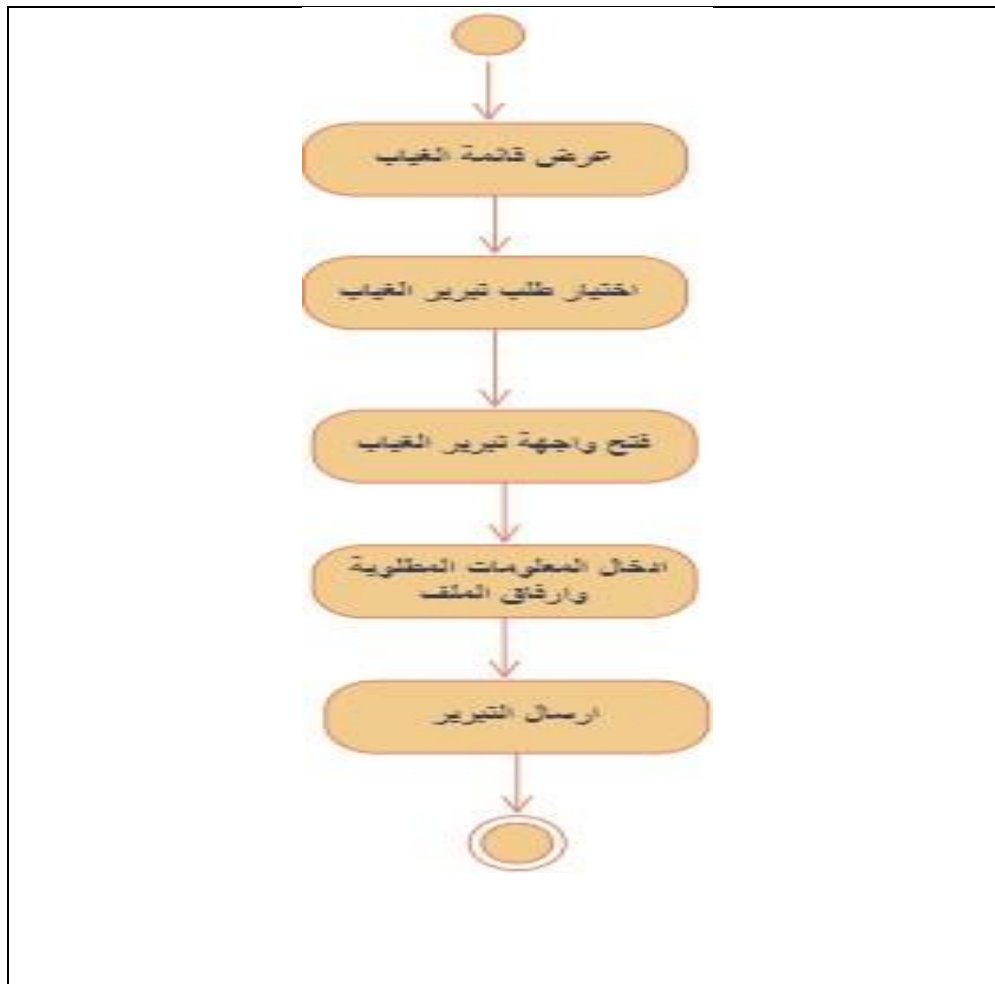 عرض قائمة الغياب
اختيار طلب تبرير الغياب
فتح واجهة تبرير الغياب
ادخال المعلومات المطلوبة
وارفاق الملف
ارسال التبرير